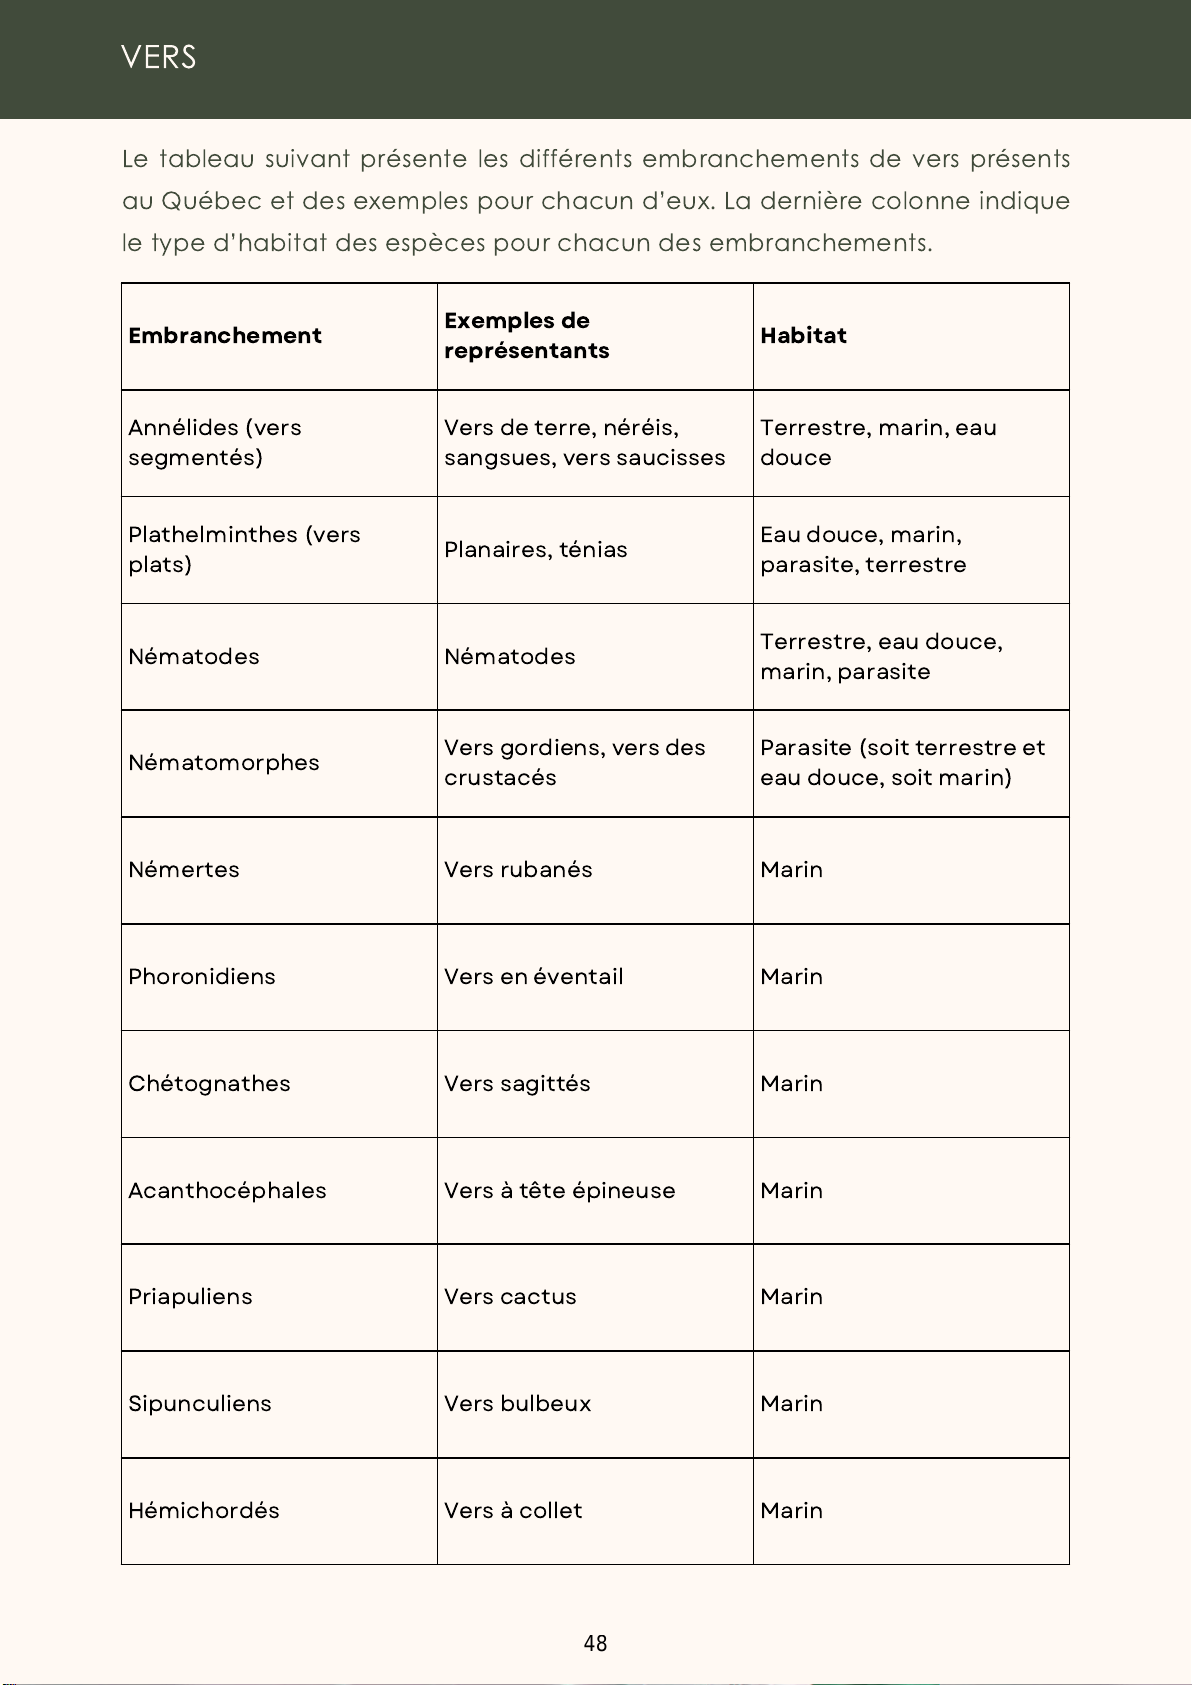 VERS
Le tableau suivant présente les différents embranchements de vers présents
au Québec et des exemples pour chacun d’eux. La dernière colonne indique
le type d’habitat des espèces pour chacun des embranchements.
Embranchement
Exemples de
représentants
Habitat
Annélides (vers
segmentés)
Vers de terre, néréis,
sangsues, vers saucisses
Terrestre, marin, eau
douce
Plathelminthes (vers
plats)
Planaires, ténias
Eau douce, marin,
parasite, terrestre
Nématodes
Nématodes
Terrestre, eau douce,
marin, parasite
Nématomorphes
Vers gordiens, vers des
crustacés
Parasite (soit terrestre et
eau douce, soit marin)
Némertes
Vers rubanés
Marin
Phoronidiens
Vers en éventail
Marin
Chétognathes
Vers sagittés
Marin
Acanthocéphales
Vers à tête épineuse
Marin
Priapuliens
Vers cactus
Marin
Sipunculiens
Vers bulbeux
Marin
Hémichordés
Vers à collet
Marin
48